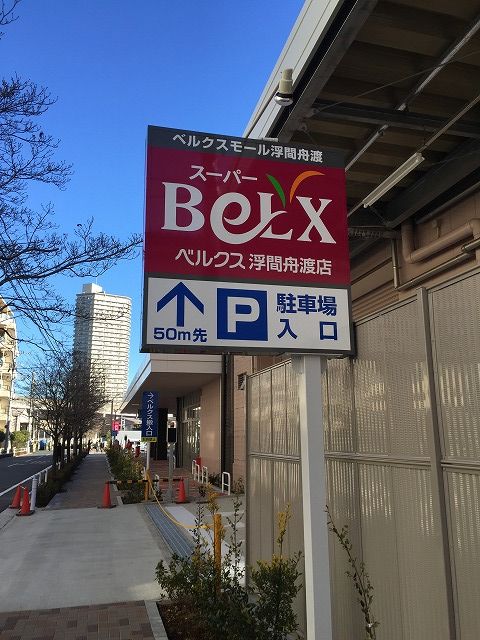 ベルクスモール浮間舟渡
スーパー
BeLX
ベルクス 浮間舟渡店
50m先
P 駐車場
入口